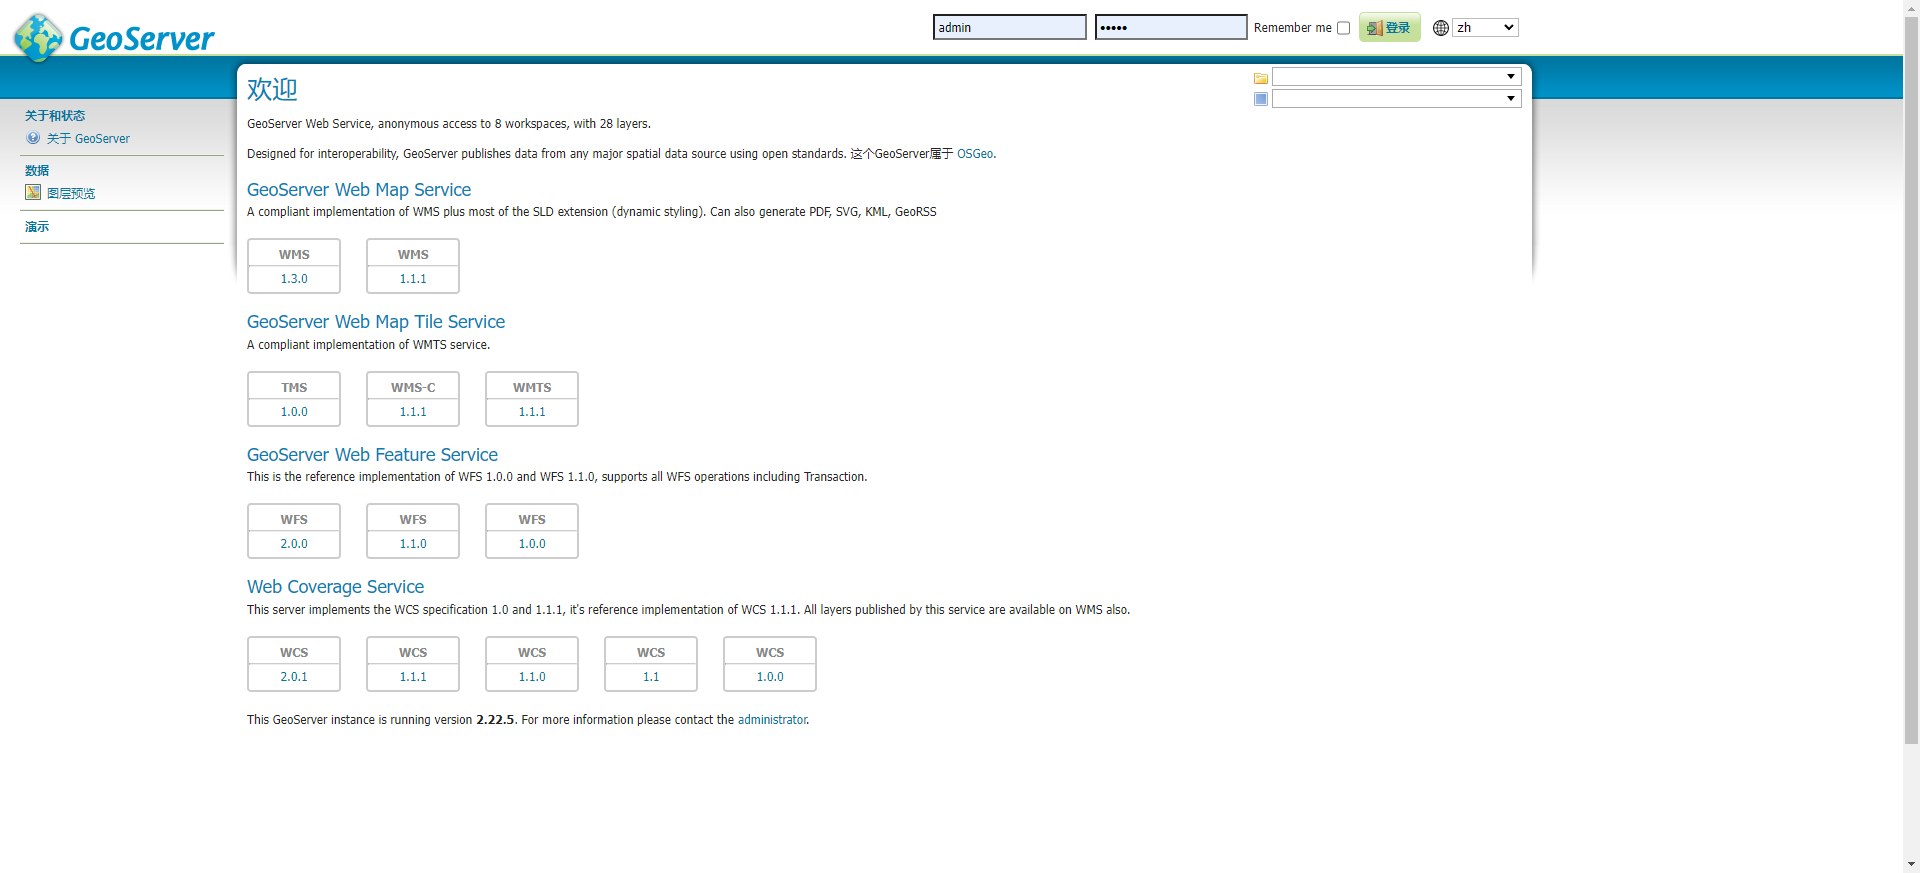 GeoServer
admin
•••••
Remember me
登录
zh
关于和状态
关于 GeoServer
数据
图层预览
演示
欢迎
GeoServer Web Service, anonymous access to 8 workspaces, with 28 layers.
Designed for interoperability, GeoServer publishes data from any major spatial data source using open standards. 这个GeoServer属于 OSGeo.
GeoServer Web Map Service
A compliant implementation of WMS plus most of the SLD extension (dynamic styling). Can also generate PDF, SVG, KML, GeoRSS
WMS WMS
1.3.0 1.1.1
GeoServer Web Map Tile Service
A compliant implementation of WMTS service.
TMS WMS-C WMTS
1.0.0 1.1.1 1.1.1
GeoServer Web Feature Service
This is the reference implementation of WFS 1.0.0 and WFS 1.1.0, supports all WFS operations including Transaction.
WFS WFS WFS
2.0.0 1.1.0 1.0.0
Web Coverage Service
This server implements the WCS specification 1.0 and 1.1.1, it's reference implementation of WCS 1.1.1. All layers published by this service are available on WMS also.
WCS WCS WCS WCS WCS
2.0.1 1.1.1 1.1.0 1.1 1.0.0
This GeoServer instance is running version 2.22.5. For more information please contact the administrator.